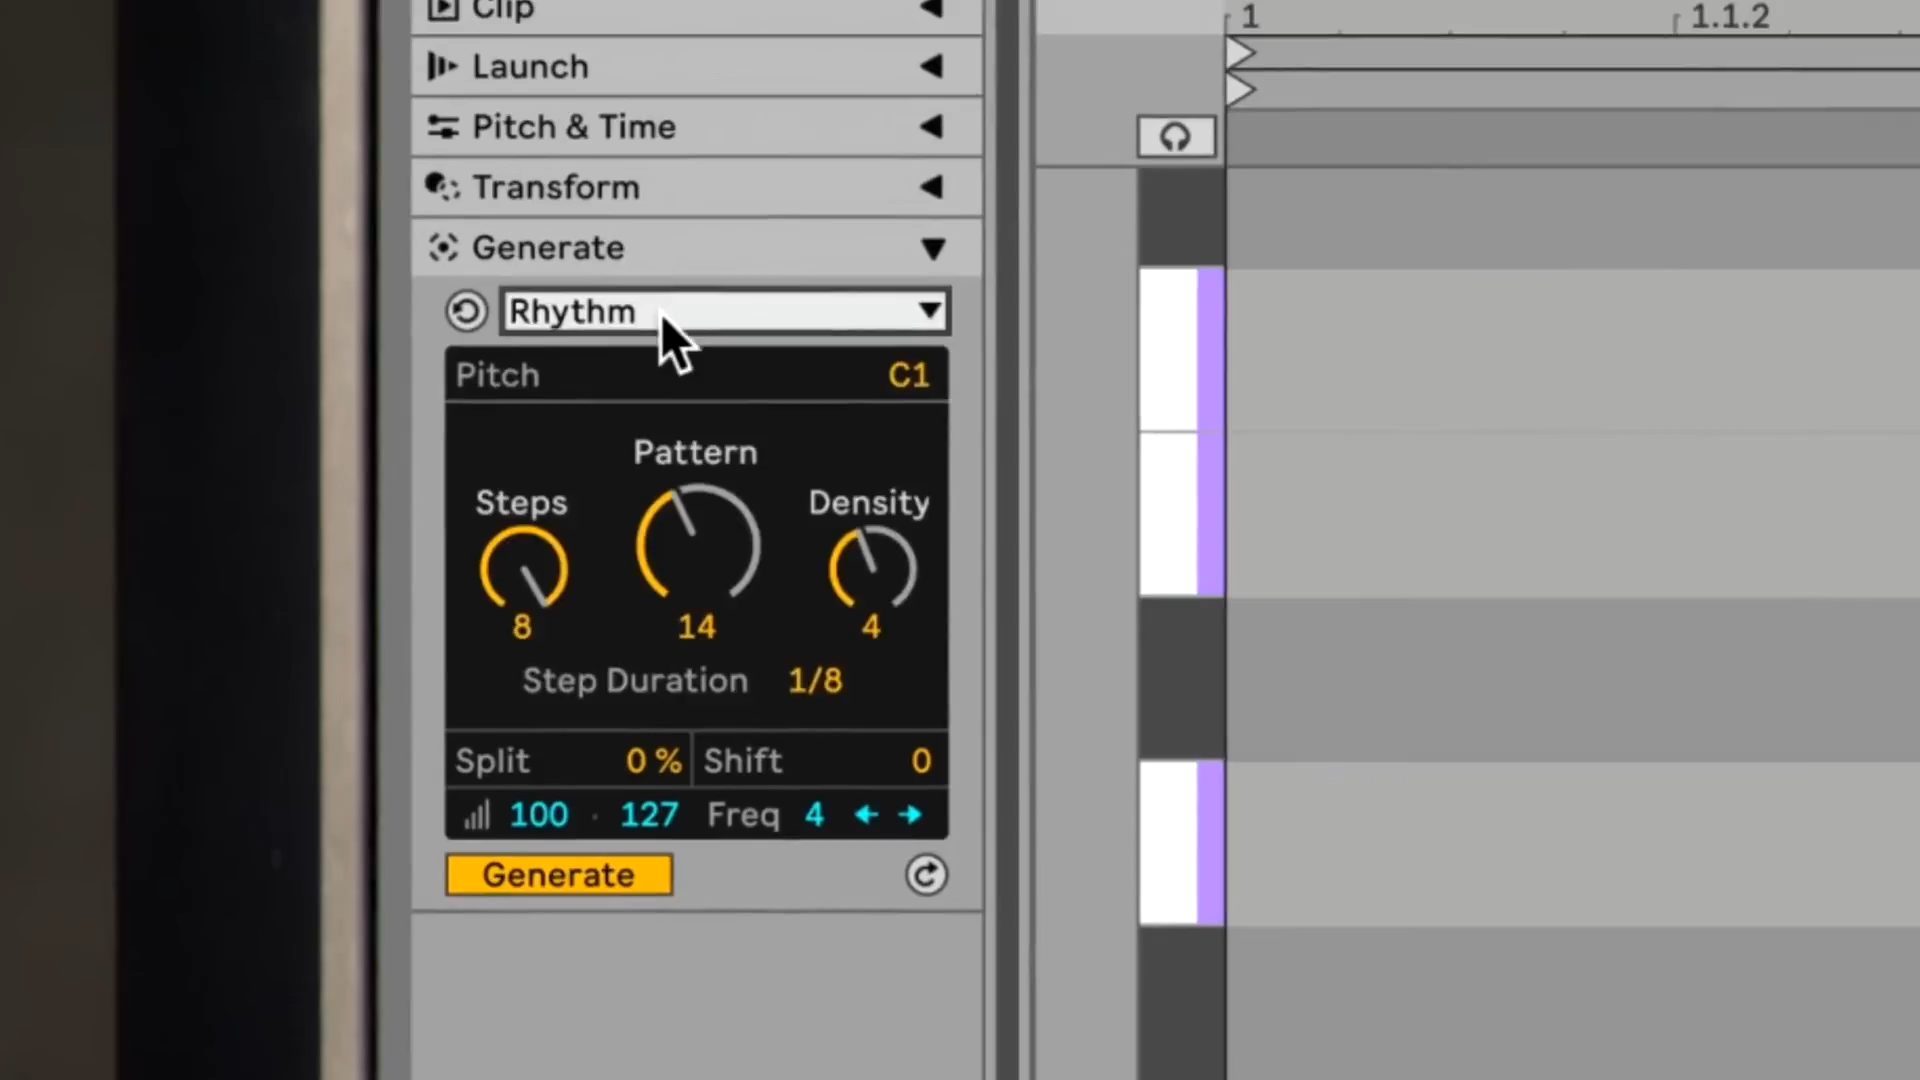 Clip
1
1.1.2
Launch
Pitch & Time
Transform
Generate
Rhythm
Pitch C1
Pattern
Steps
Density
8 14 4
Step Duration 1/8
Split 0 % Shift 0
100 127 Freq 4
Generate